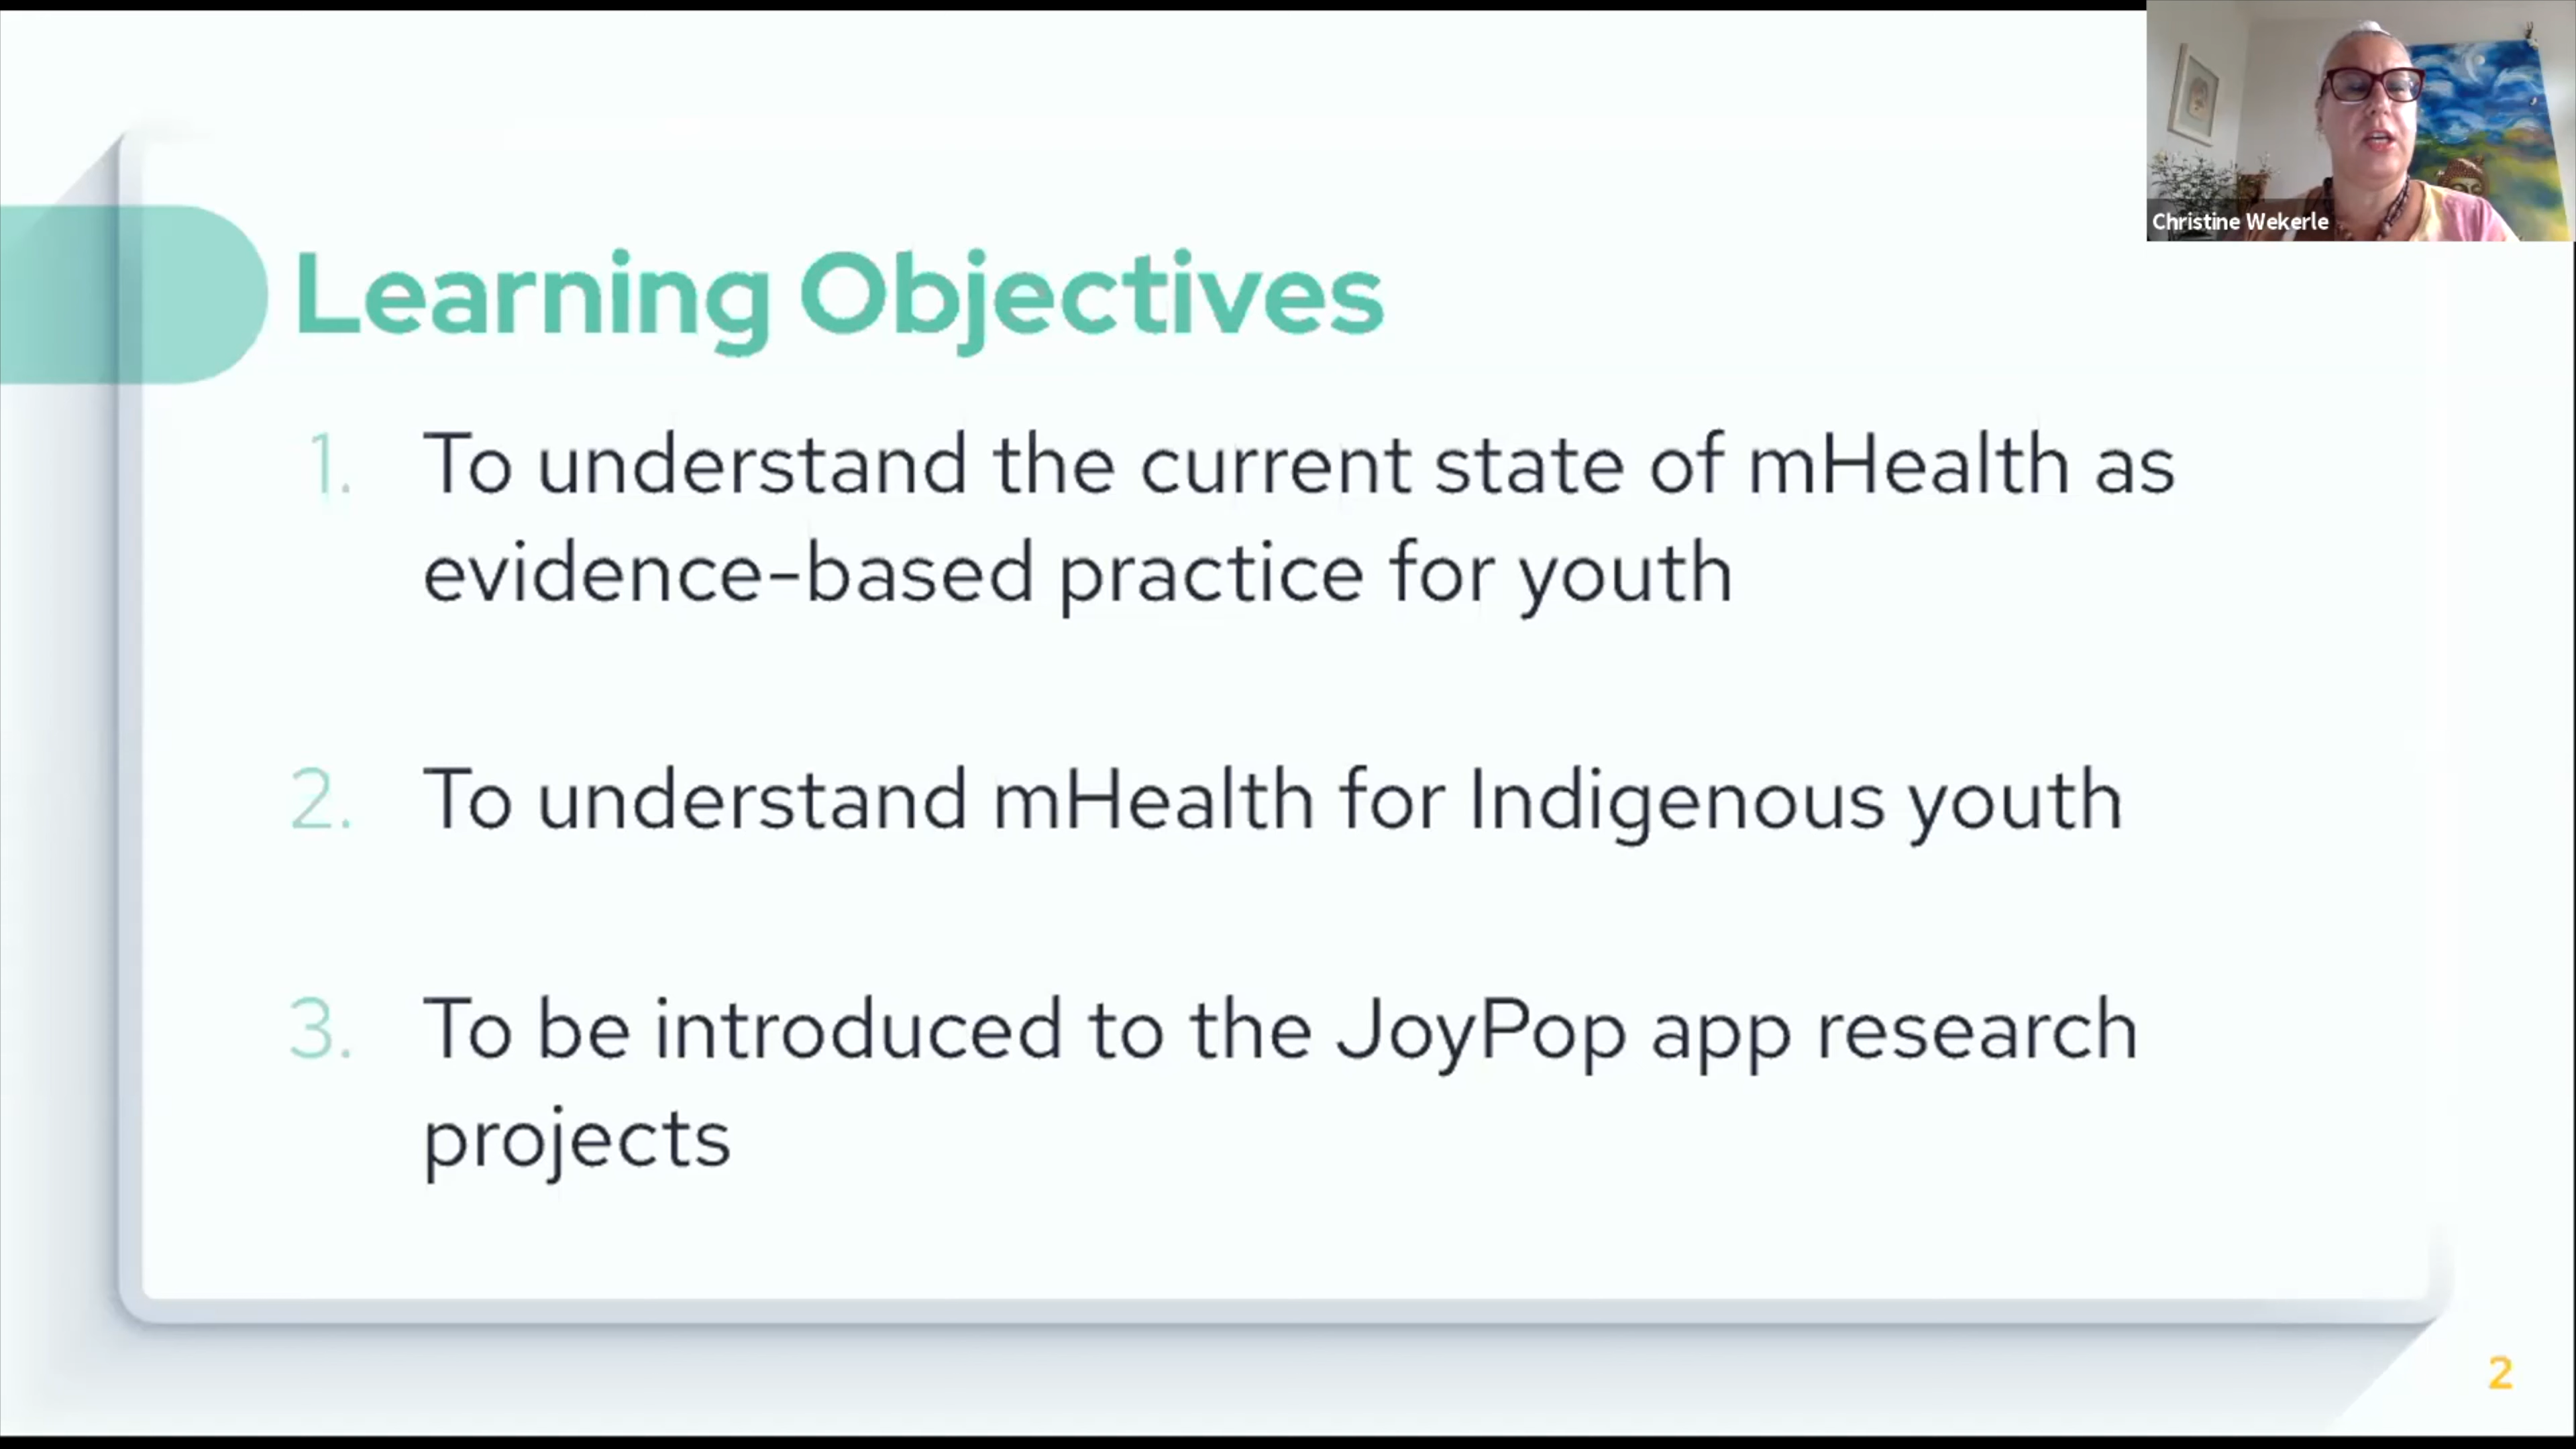 Christine Wekerle
Learning Objectives
1. To understand the current state of mHealth as
evidence-based practice for youth
2. To understand mHealth for Indigenous youth
3. To be introduced to the JoyPop app research
projects
2